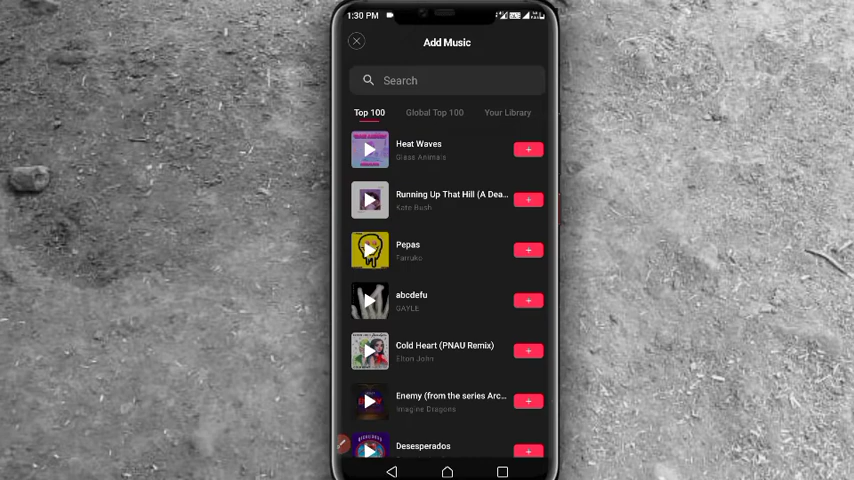 1:30 PM
Add Music
Search
Top 100 Global Top 100 Your Library
Heat Waves
Glass Animals
+
Running Up That Hill (A Dea...
Kate Bush
+
Pepas
Farruko
+
abcdefu
GAYLE
+
Cold Heart (PNAU Remix)
Elton John
+
Enemy (from the series Arc...
Imagine Dragons
+
Desesperados
+